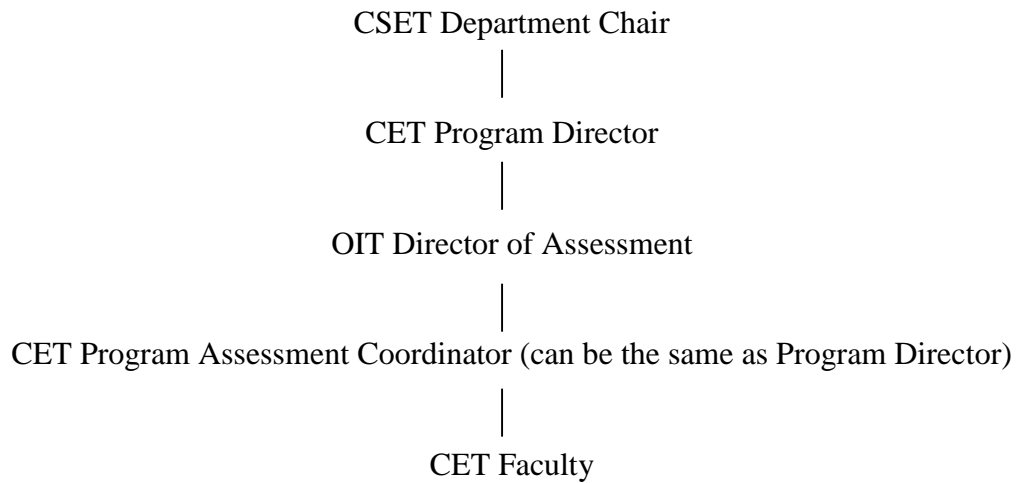 CSET Department Chair
CET Program Director
OIT Director of Assessment
CET Program Assessment Coordinator (can be the same as Program Director)
CET Faculty